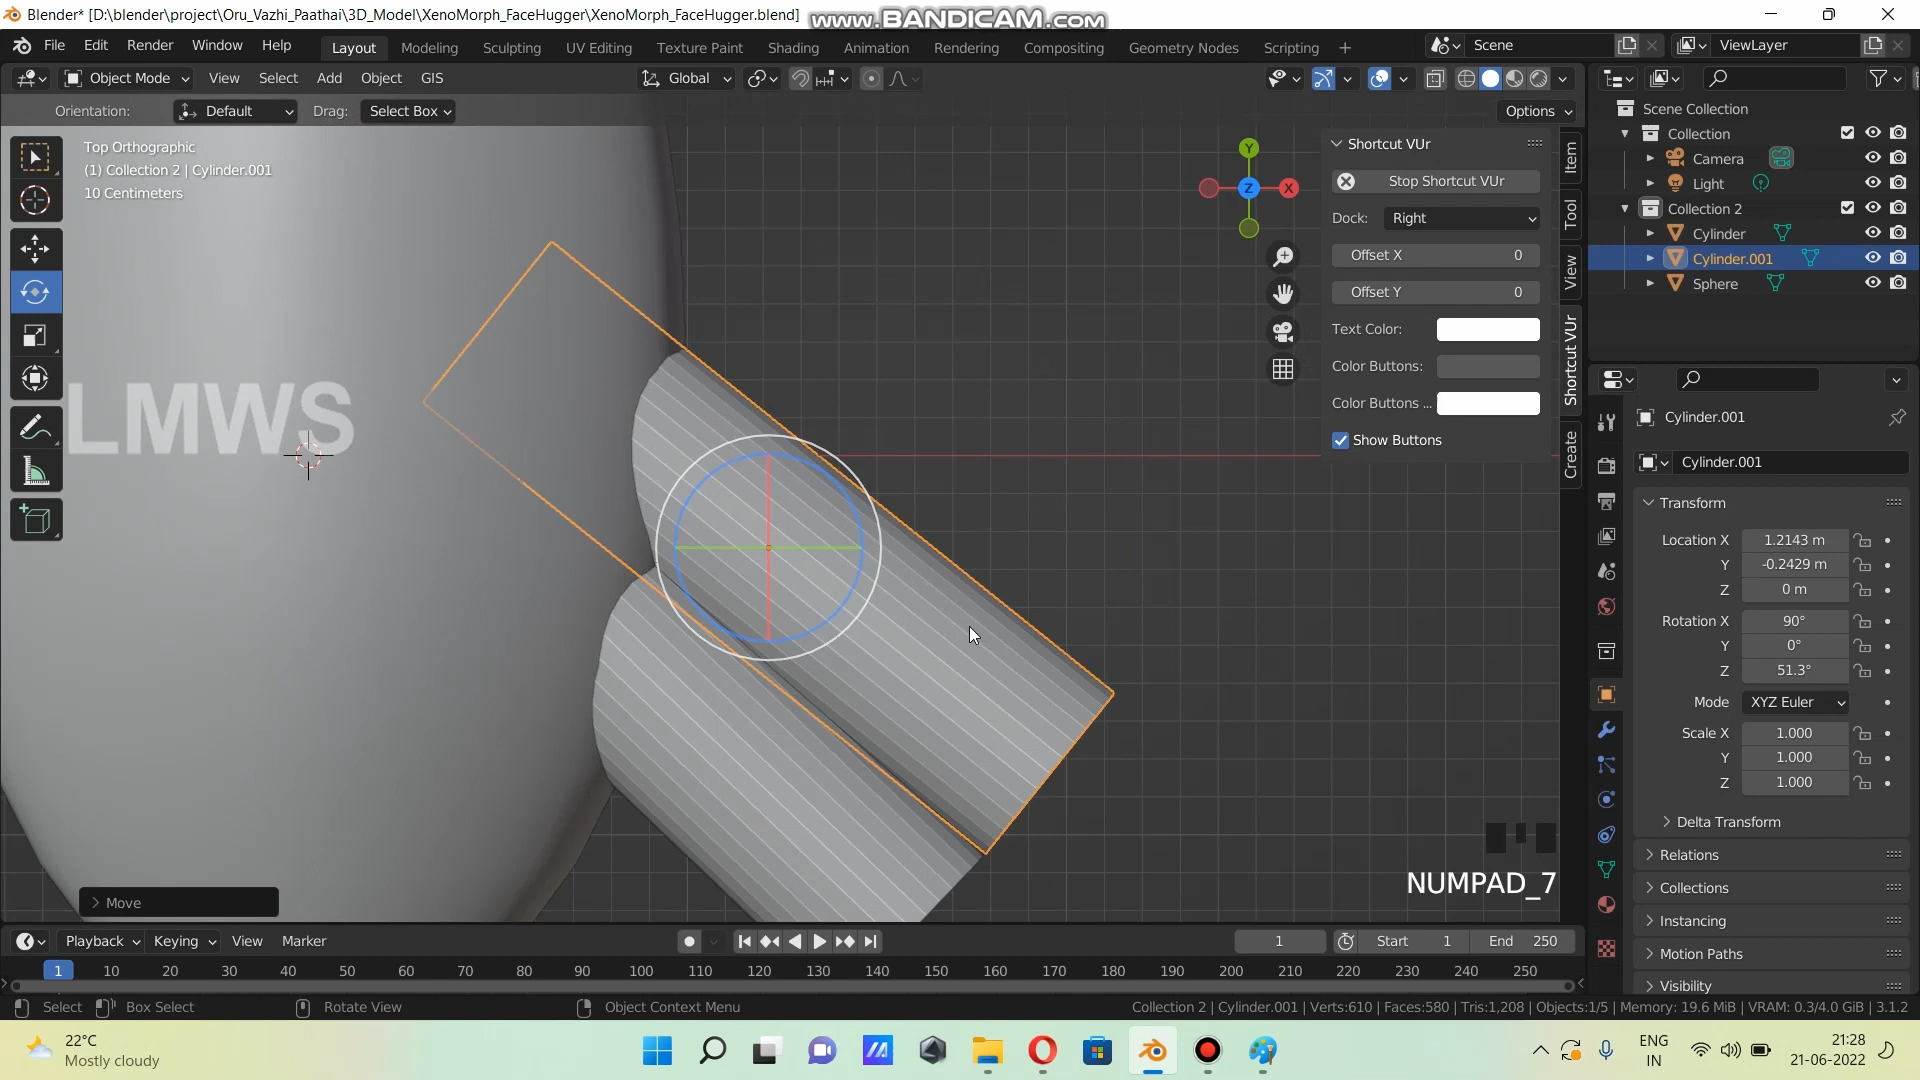 Blender* [D:\blender\project\Oru_Vazhi_Paathai\3D_Model\XenoMorph_FaceHugger\XenoMorph_FaceHugger.blend]
www.BANDICAM.com
File Edit Render Window Help
Layout Modeling Sculpting UV Editing Texture Paint Shading Animation Rendering Compositing Geometry Nodes Scripting +
Scene
ViewLayer
Object Mode View Select Add Object GIS
Global
Orientation: Default Drag: Select Box
Options
Top Orthographic
(1) Collection 2 | Cylinder.001
10 Centimeters
LMWS
Y
X
Z
Shortcut VUr
Stop Shortcut VUr
Dock: Right
Offset X 0
Offset Y 0
Text Color:
Color Buttons:
Color Buttons ...
Show Buttons
Item
Tool
View
Shortcut VUr
Create
Scene Collection
Collection
Camera
Light
Collection 2
Cylinder
Cylinder.001
Sphere
Cylinder.001
Cylinder.001
Transform
Location X 1.2143 m
Y -0.2429 m
Z 0 m
Rotation X 90°
Y 0°
Z 51.3°
Mode XYZ Euler
Scale X 1.000
Y 1.000
Z 1.000
Delta Transform
Relations
Collections
Instancing
Motion Paths
Visibility
NUMPAD_7
Move
Playback Keying View Marker
1
Start 1
End 250
1 10 20 30 40 50 60 70 80 90 100 110 120 130 140 150 160 170 180 190 200 210 220 230 240 250
Select Box Select Rotate View Object Context Menu
Collection 2 | Cylinder.001 | Verts:610 | Faces:580 | Tris:1,208 | Objects:1/5 | Memory: 19.6 MiB | VRAM: 0.3/4.0 GiB | 3.1.2
22°C
Mostly cloudy
ENG
IN
21:28
21-06-2022